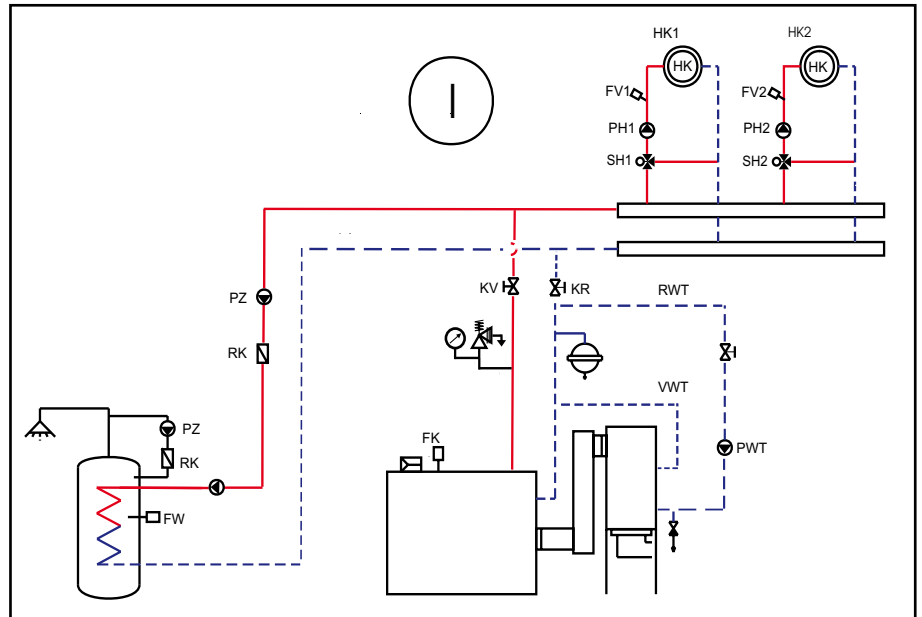 HK1
HK2
HK
HK
FV1
FV2
PH1
PH2
SH1
SH2
I
PZ
KV
KR
RWT
RK
VWT
FK
PZ
PWT
RK
FW